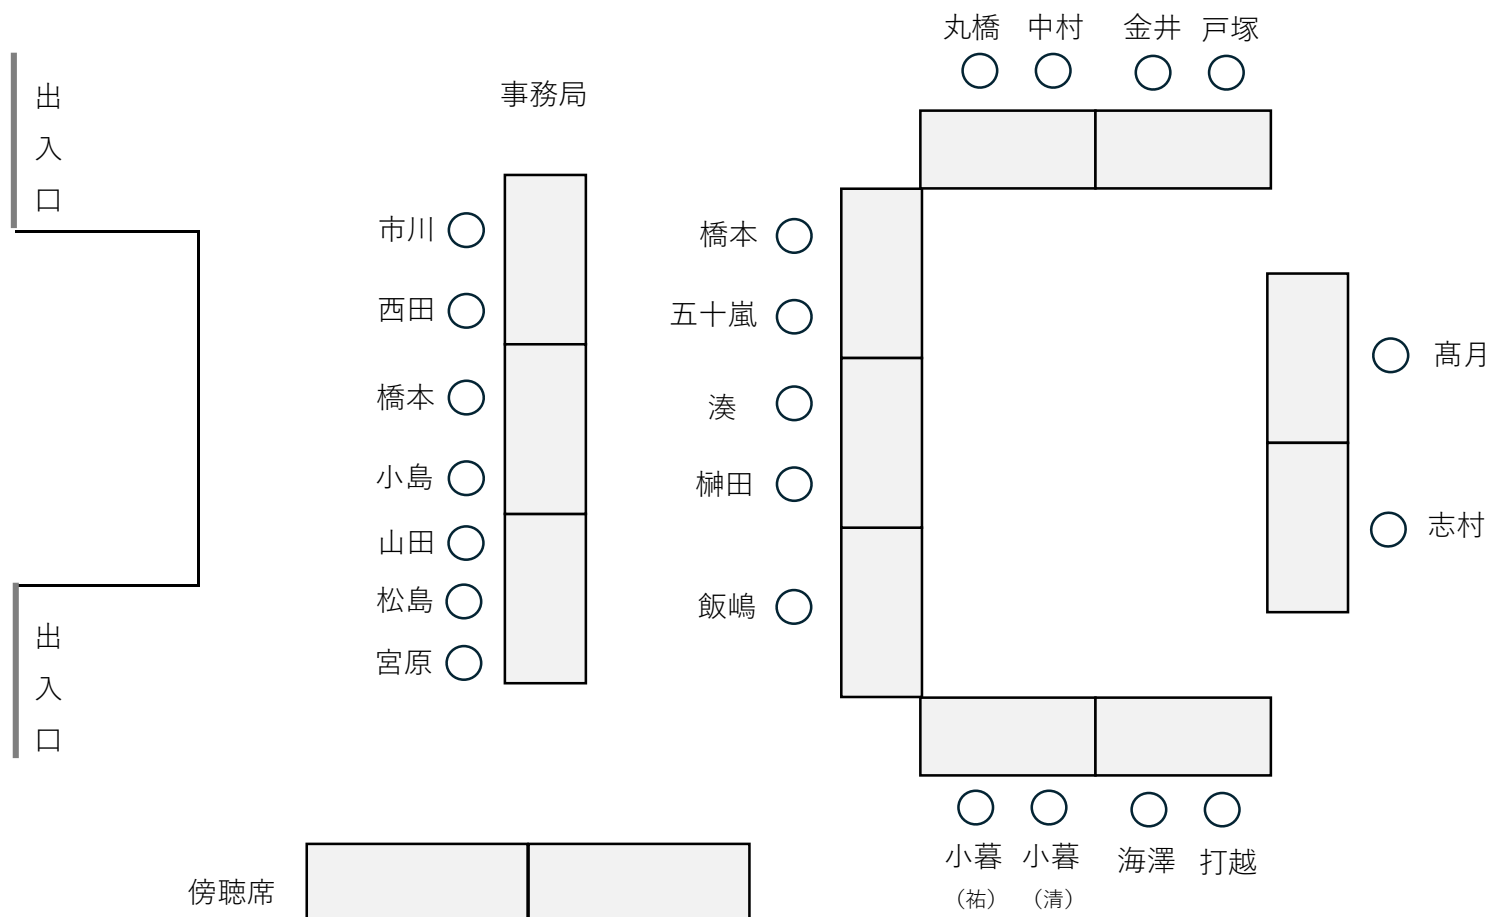 丸橋 中村 金井 戸塚
出入口
事務局
市川
西田
橋本
小島
山田
松島
宮原
橋本
五十嵐
湊
榊田
飯嶋
髙月
志村
出入口
小暮（祐） 小暮（清） 海澤 打越
傍聴席